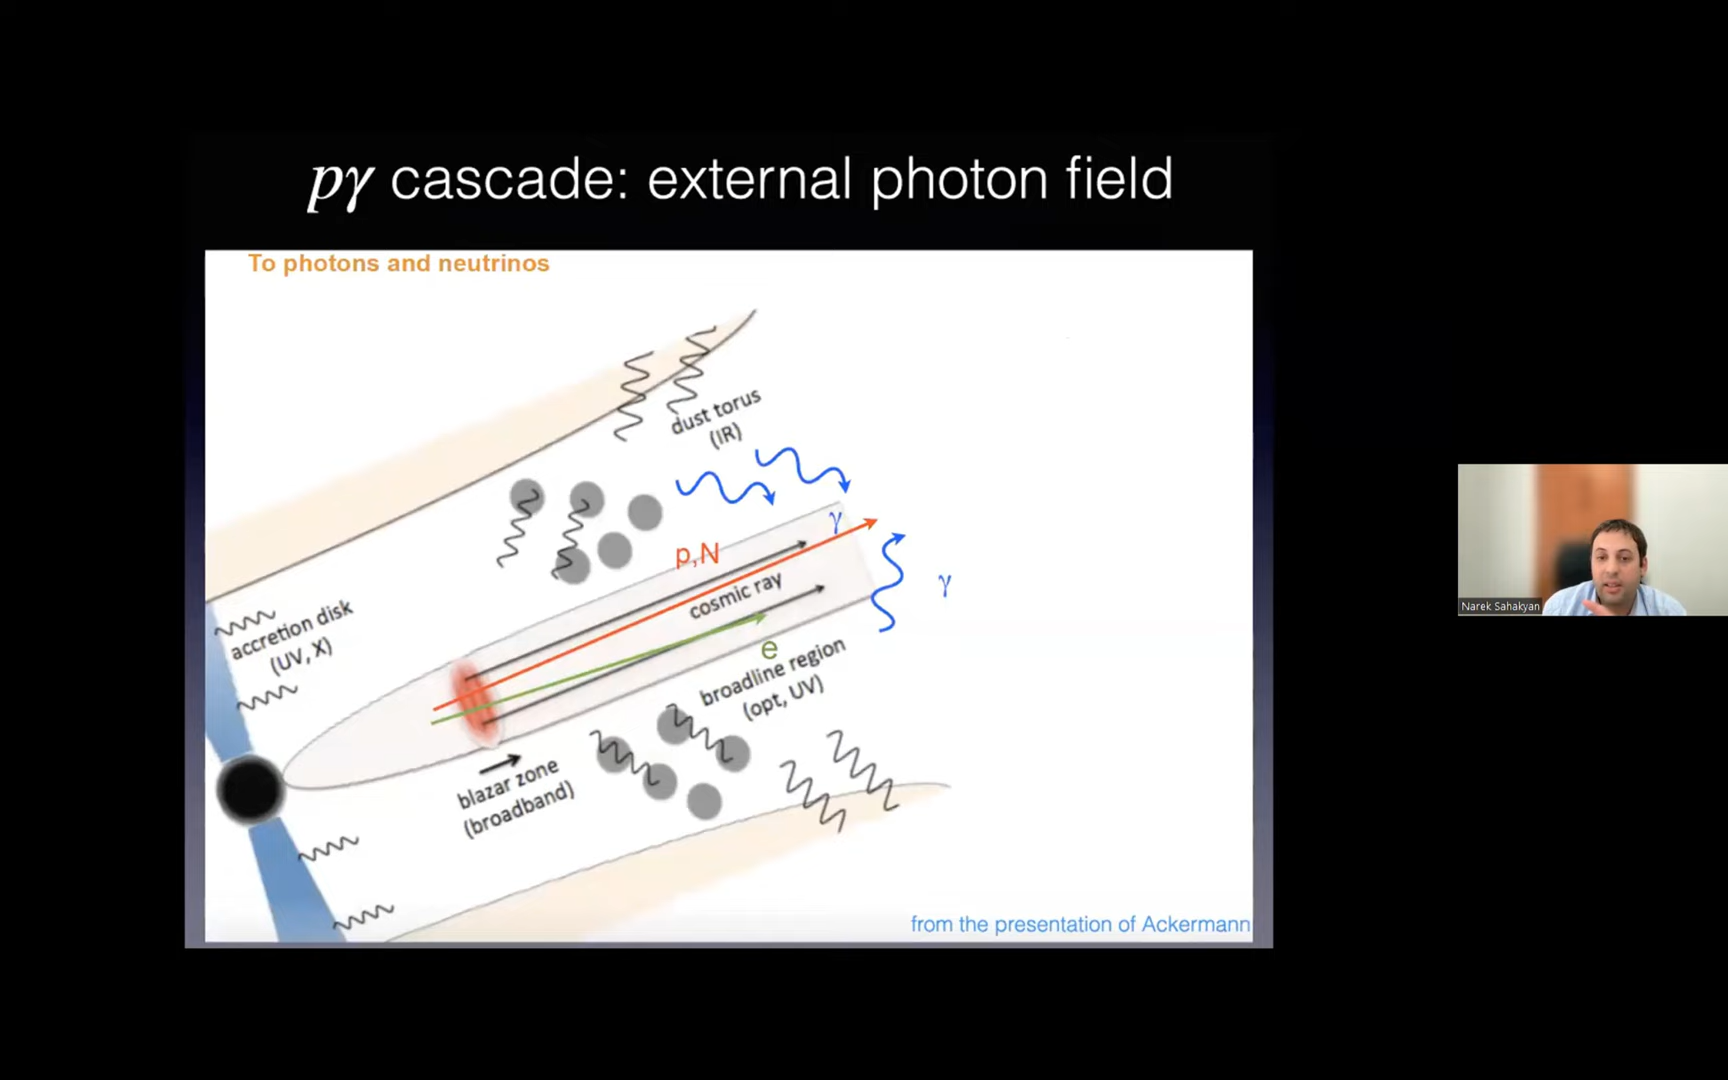 pγ cascade: external photon field
To photons and neutrinos
dust torus
(IR)
γ
p,N
cosmic ray
γ
accretion disk
(UV, X)
e
broadline region
(opt, UV)
blazar zone
(broadband)
Narek Sahakyan
from the presentation of Ackermann